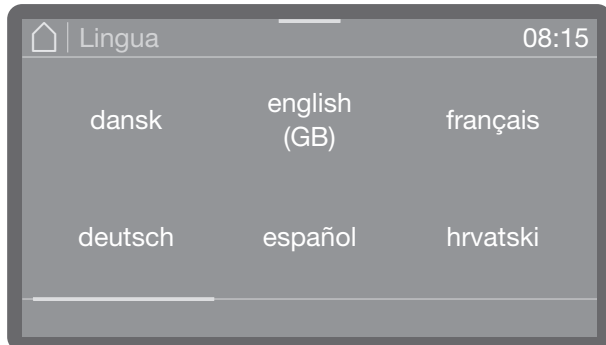 Lingua 08:15
dansk english (GB) français
deutsch español hrvatski